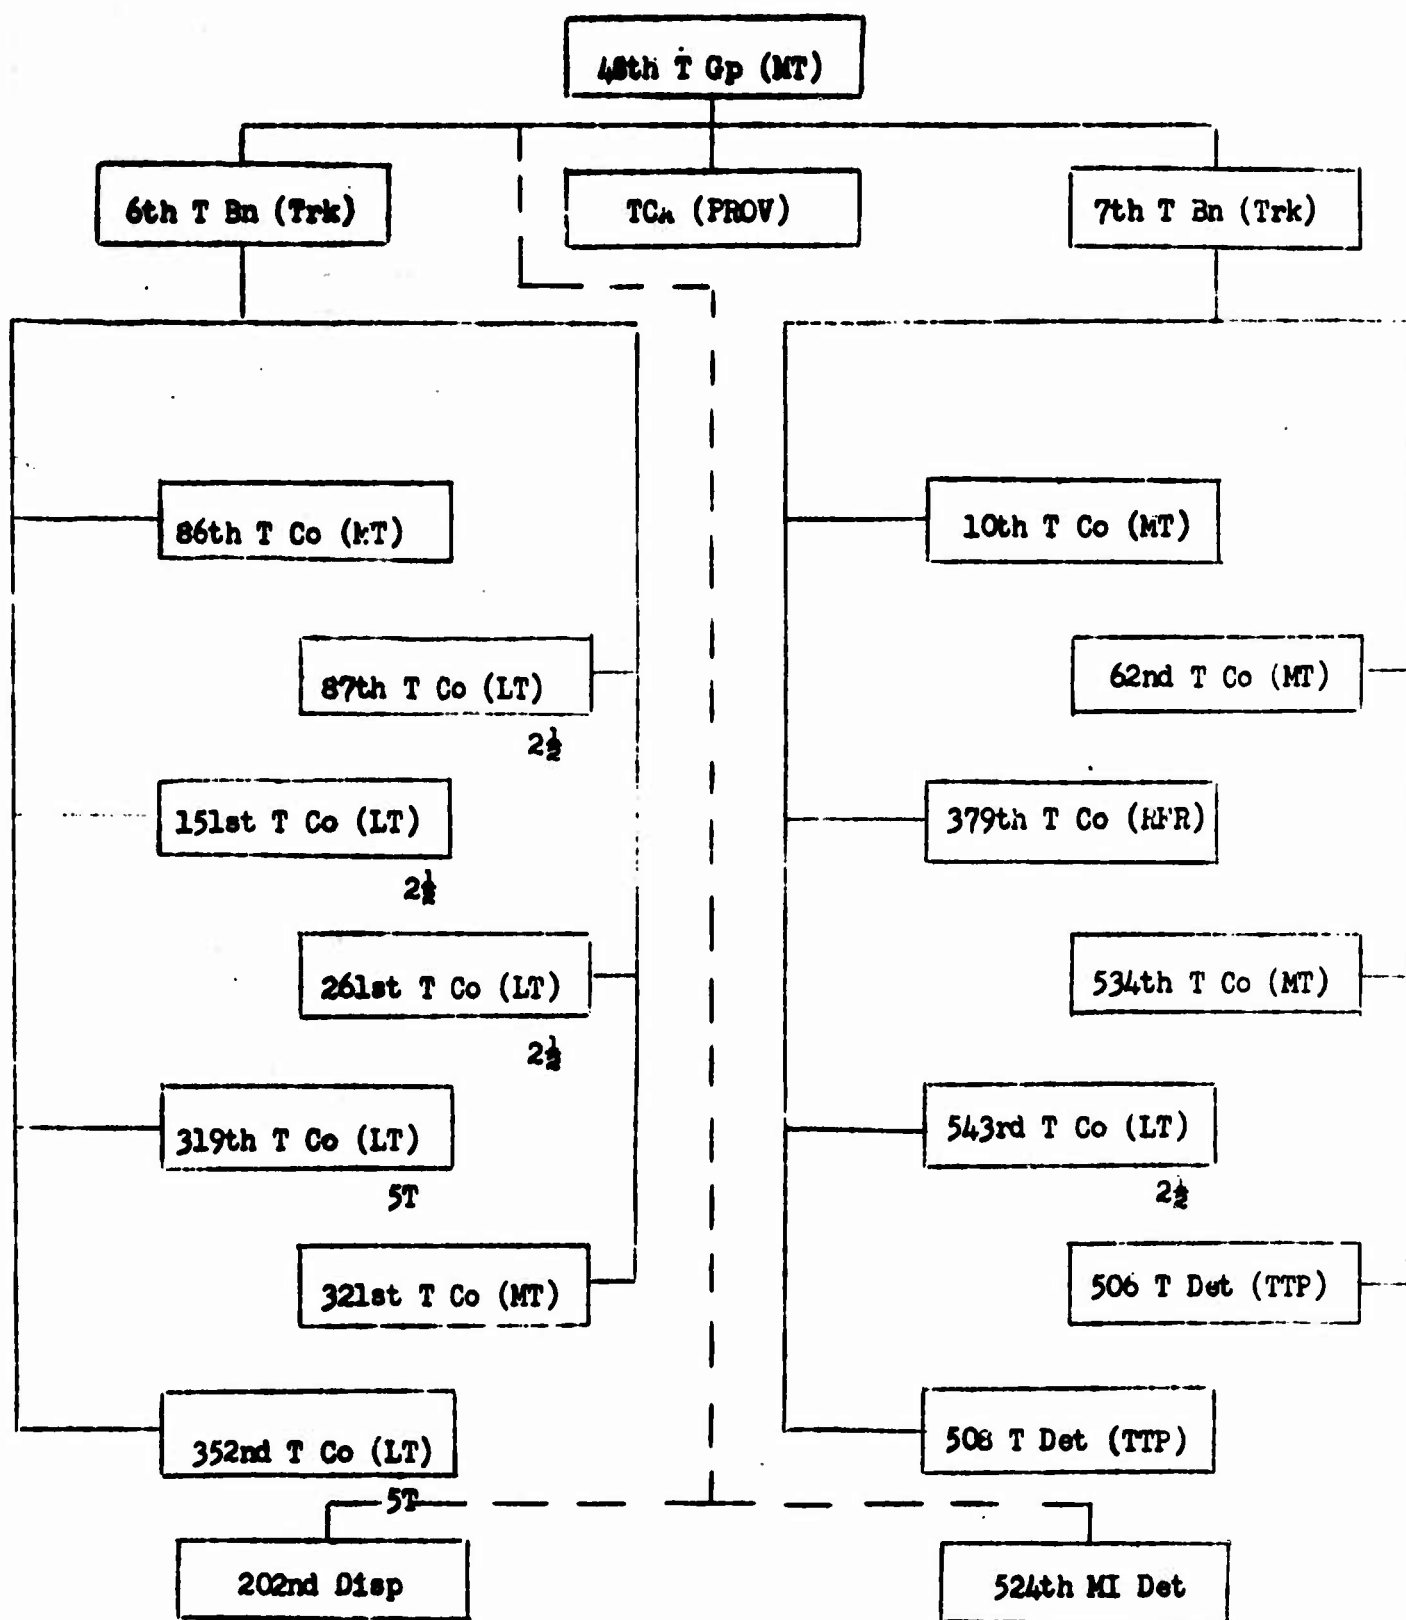 48th T Gp (MT)
6th T Bn (Trk)
TCA (PROV)
7th T Bn (Trk)
86th T Co (MT)
10th T Co (MT)
87th T Co (LT)
2½
62nd T Co (MT)
151st T Co (LT)
2½
379th T Co (RFR)
261st T Co (LT)
2½
534th T Co (MT)
319th T Co (LT)
5T
543rd T Co (LT)
2½
321st T Co (MT)
506 T Det (TTP)
352nd T Co (LT)
5T
508 T Det (TTP)
202nd Disp
524th MI Det